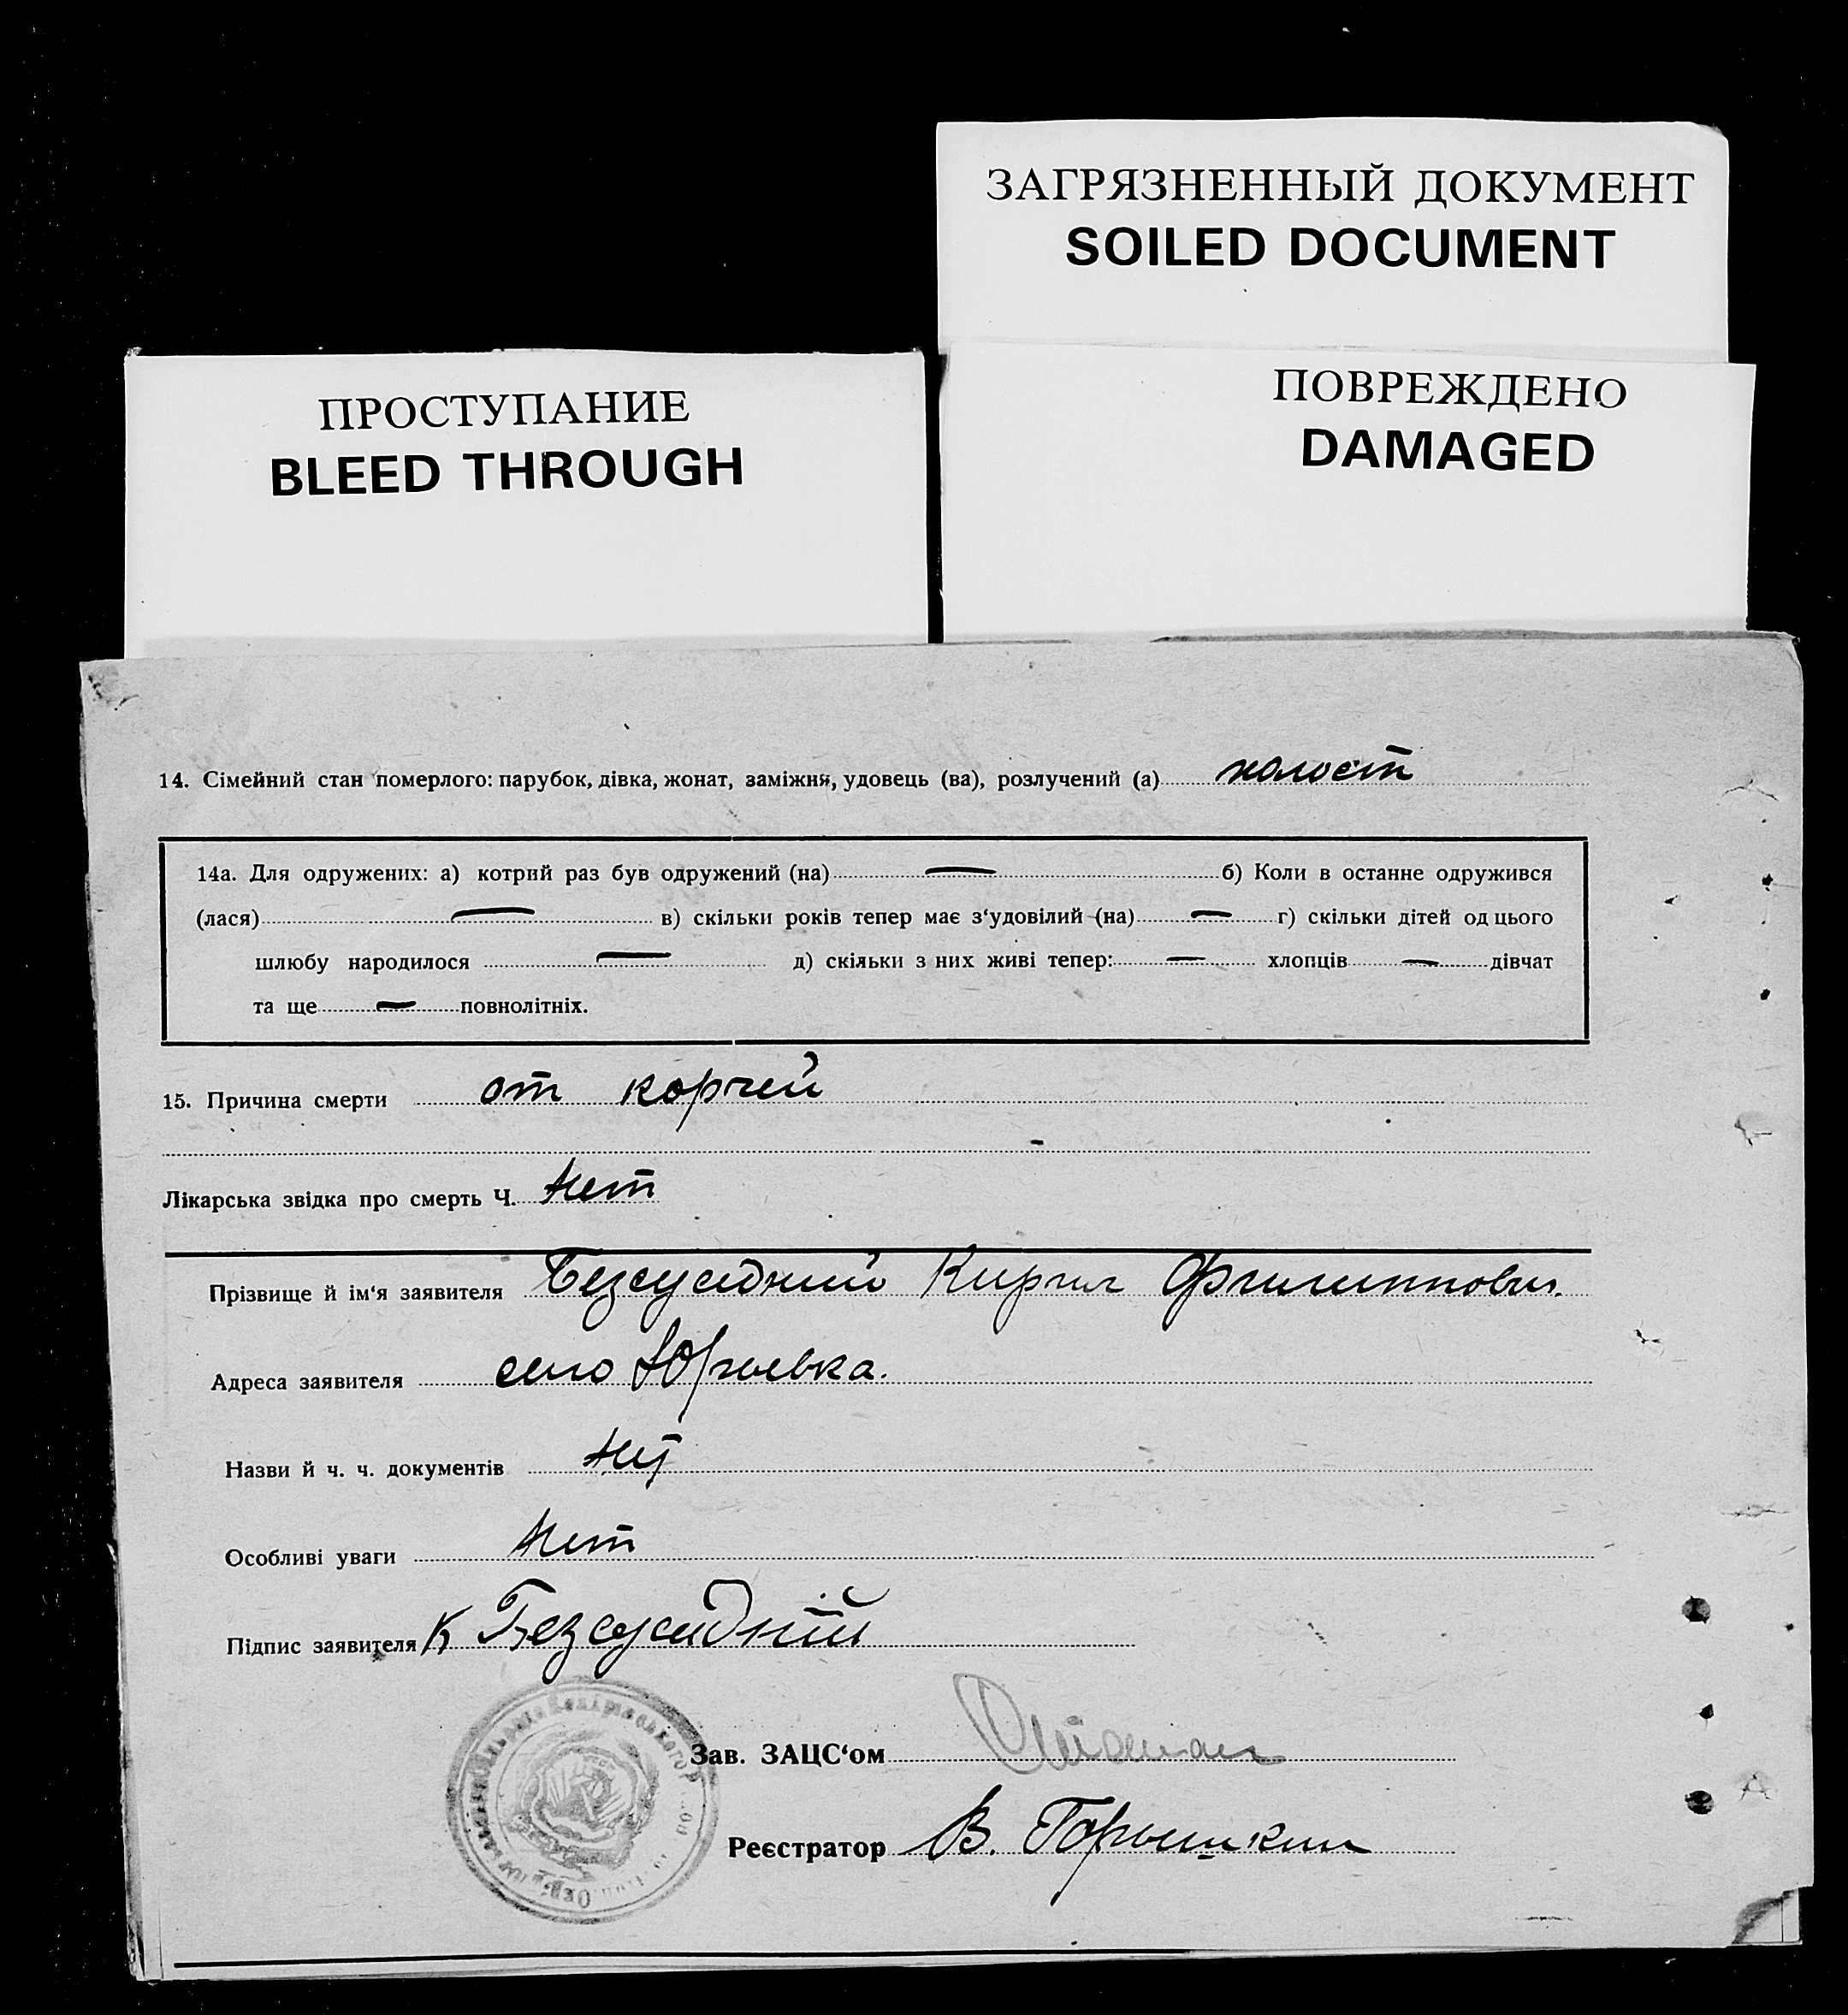 ЗАГРЯЗНЕННЫЙ ДОКУМЕНТ
SOILED DOCUMENT
ПРОСТУПАНИЕ
BLEED THROUGH
ПОВРЕЖДЕНО
DAMAGED
14. Сімейний стан померлого: парубок, дівка, жонат, заміжня, удовець (ва), розлучений (а) холост
14а. Для одружених: а) котрий раз був одружений (на) — б) Коли в останне одружився
(лася) — в) скільки років тепер має з‘удовілий (на) — г) скільки дітей од цього
шлюбу народилося — д) скільки з них живі тепер: — хлопців — дівчат
та ще — повнолітніх.
15. Причина смерти от корчей
Лікарська звідка про смерть Ч. Нет
Прізвище й ім‘я заявителя Безсуседний Кирил Филиппович
Адреса заявителя село Юрьевка.
Назви й ч. ч. документів Нет
Особливі уваги Нет
Підпис заявителя К Безсуседний
Зав. ЗАЦС‘ом
Реєстратор В.